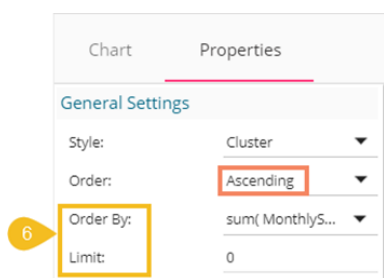 Chart Properties
General Settings
Style: Cluster
Order: Ascending
Order By: sum( MonthlyS...
6
Limit: 0